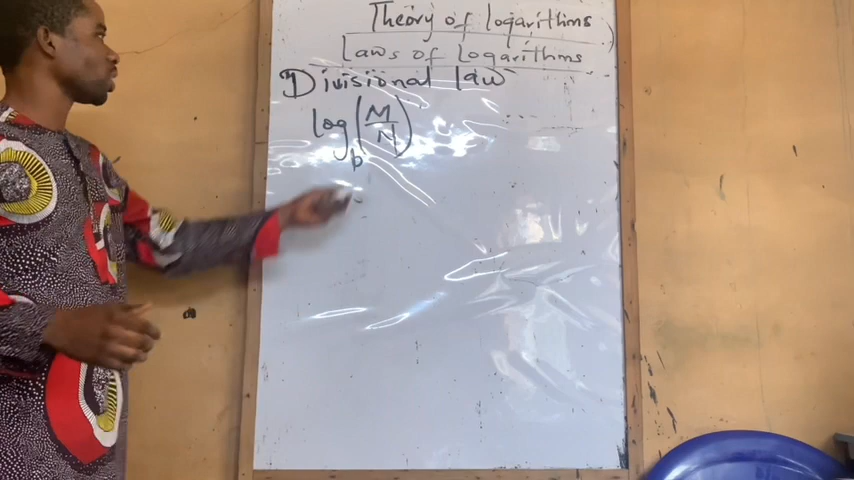 Theory of logarithms
Laws of Logarithms
Divisional law
log_b (M/N)